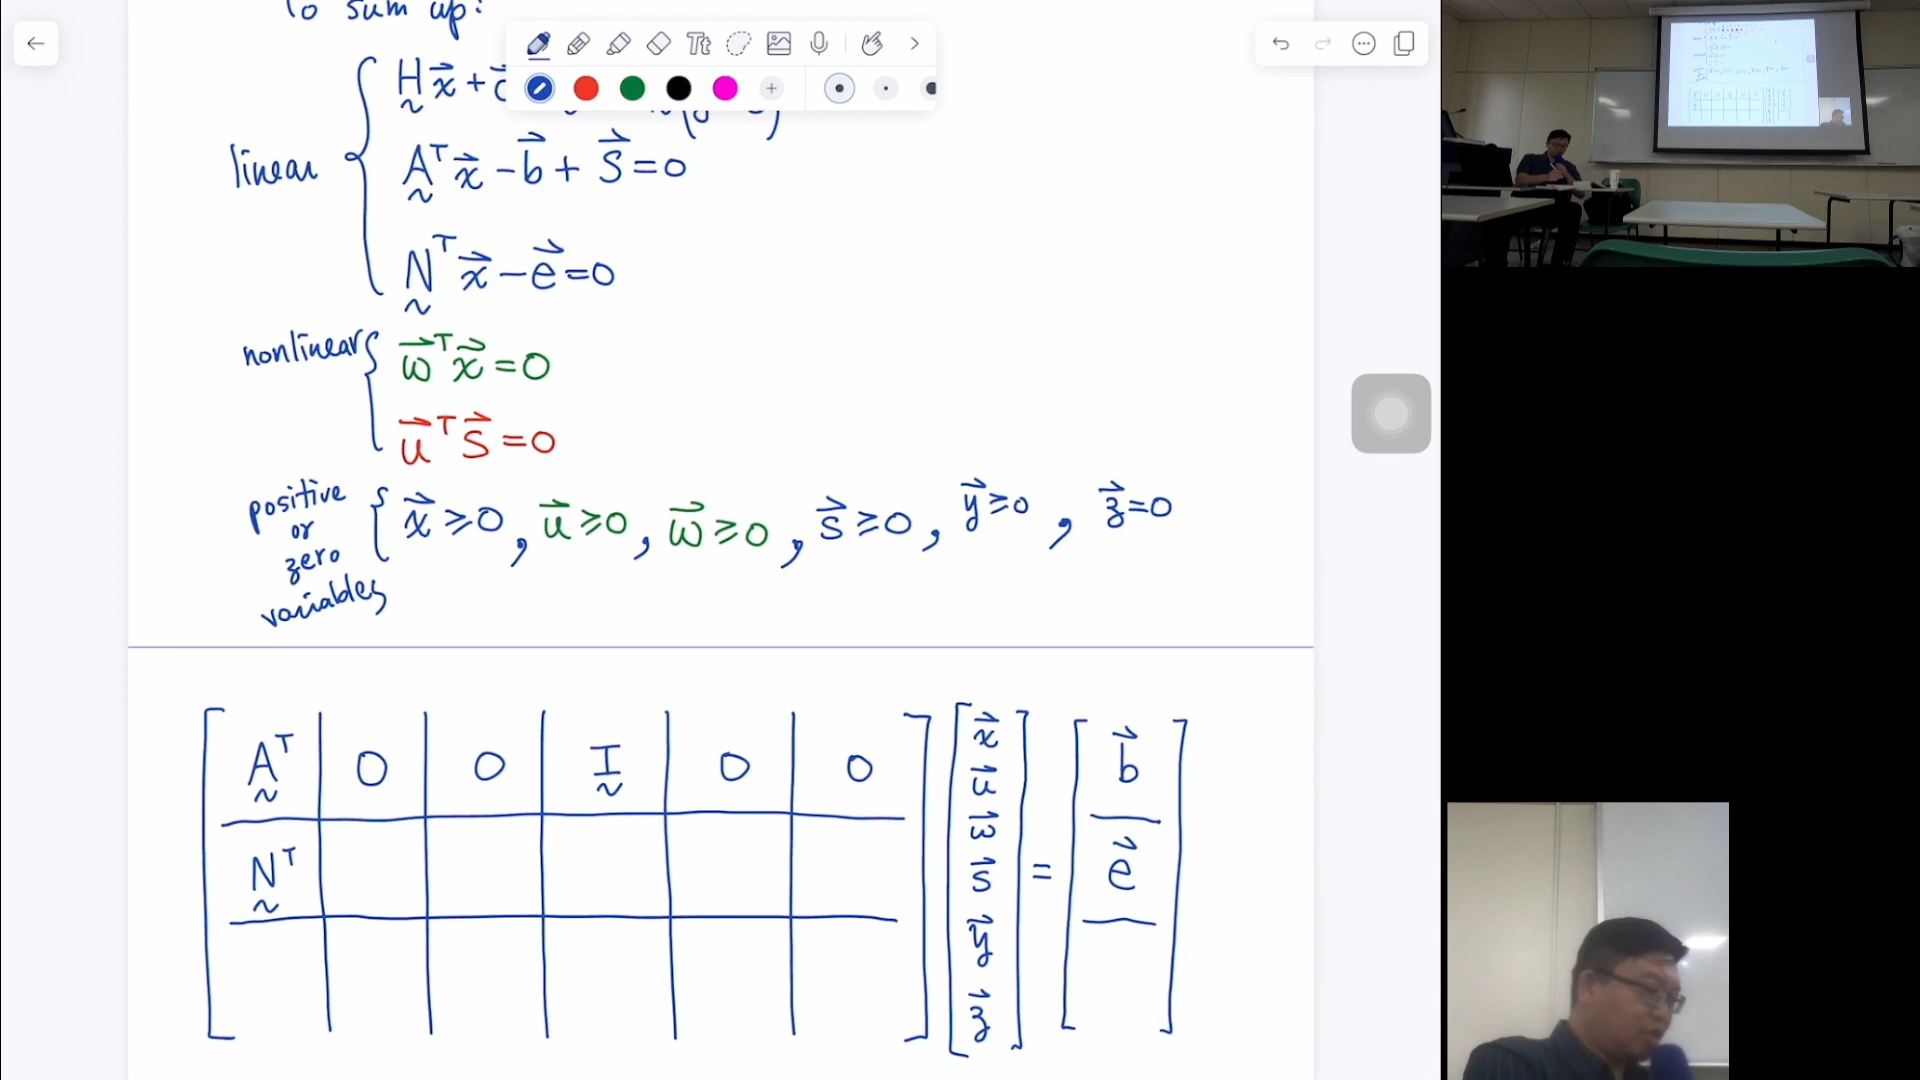 To sum up:
linear
H x⃗ + c
A^T x⃗ − b⃗ + s⃗ = 0
N^T x⃗ − e⃗ = 0
nonlinear
w⃗^T x⃗ = 0
u⃗^T s⃗ = 0
positive or zero variables
x⃗ ≥ 0, u⃗ ≥ 0, w⃗ ≥ 0, s⃗ ≥ 0, y⃗ ≥ 0, z⃗ = 0
A^T 0 0 I 0 0
N^T
x⃗
u⃗
w⃗
s⃗
y⃗
z⃗
=
b⃗
e⃗
Tt